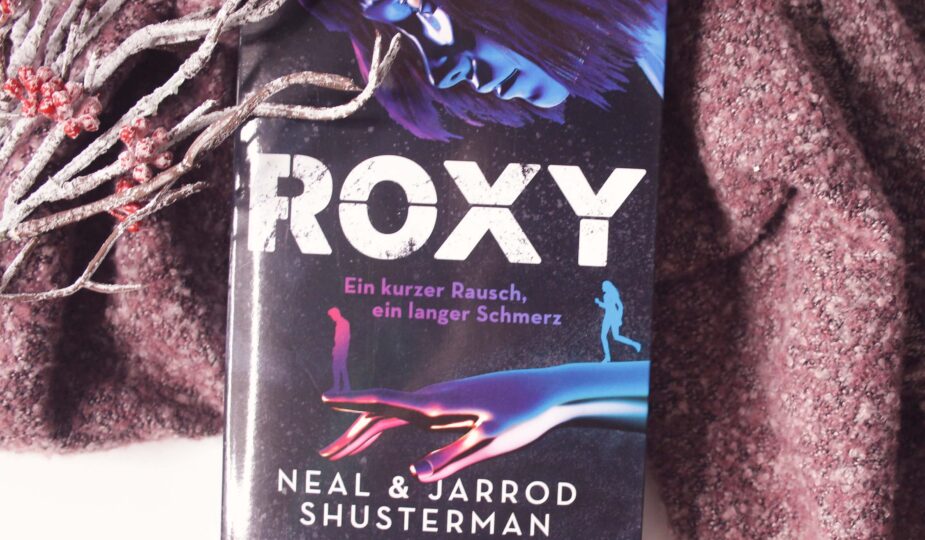 ROXY
Ein kurzer Rausch,
ein langer Schmerz
NEAL & JARROD
SHUSTERMAN